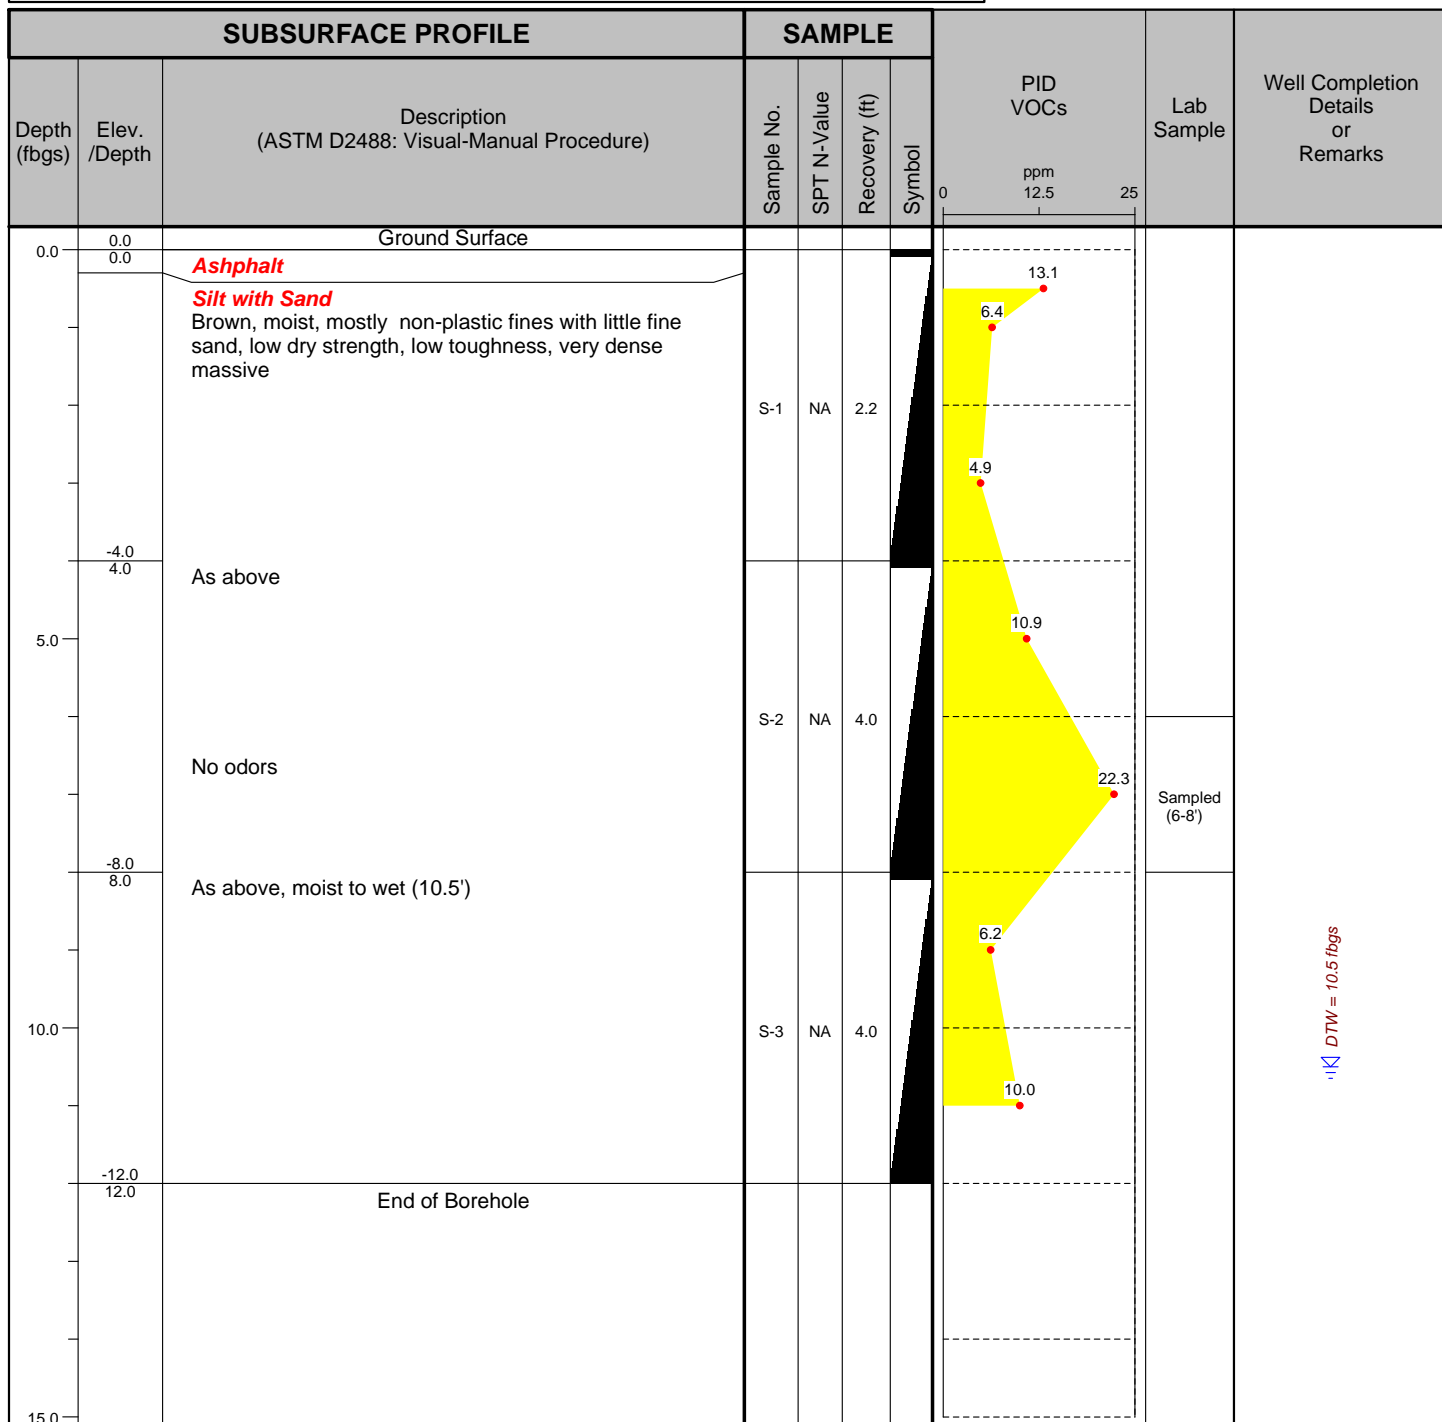 SUBSURFACE PROFILE
SAMPLE
Depth
(fbgs)
Elev.
/Depth
Description
(ASTM D2488: Visual-Manual Procedure)
Sample No.
SPT N-Value
Recovery (ft)
Symbol
PID
VOCs
ppm
0 12.5 25
Lab
Sample
Well Completion
Details
or
Remarks
0.0
0.0
0.0
Ground Surface
Ashphalt
13.1
Silt with Sand
Brown, moist, mostly non-plastic fines with little fine
sand, low dry strength, low toughness, very dense
massive
6.4
S-1 NA 2.2
4.9
-4.0
4.0
As above
5.0
10.9
S-2 NA 4.0
No odors
22.3
Sampled
(6-8')
-8.0
8.0
As above, moist to wet (10.5')
6.2
DTW = 10.5 fbgs
10.0
S-3 NA 4.0
10.0
-12.0
12.0
End of Borehole
15.0